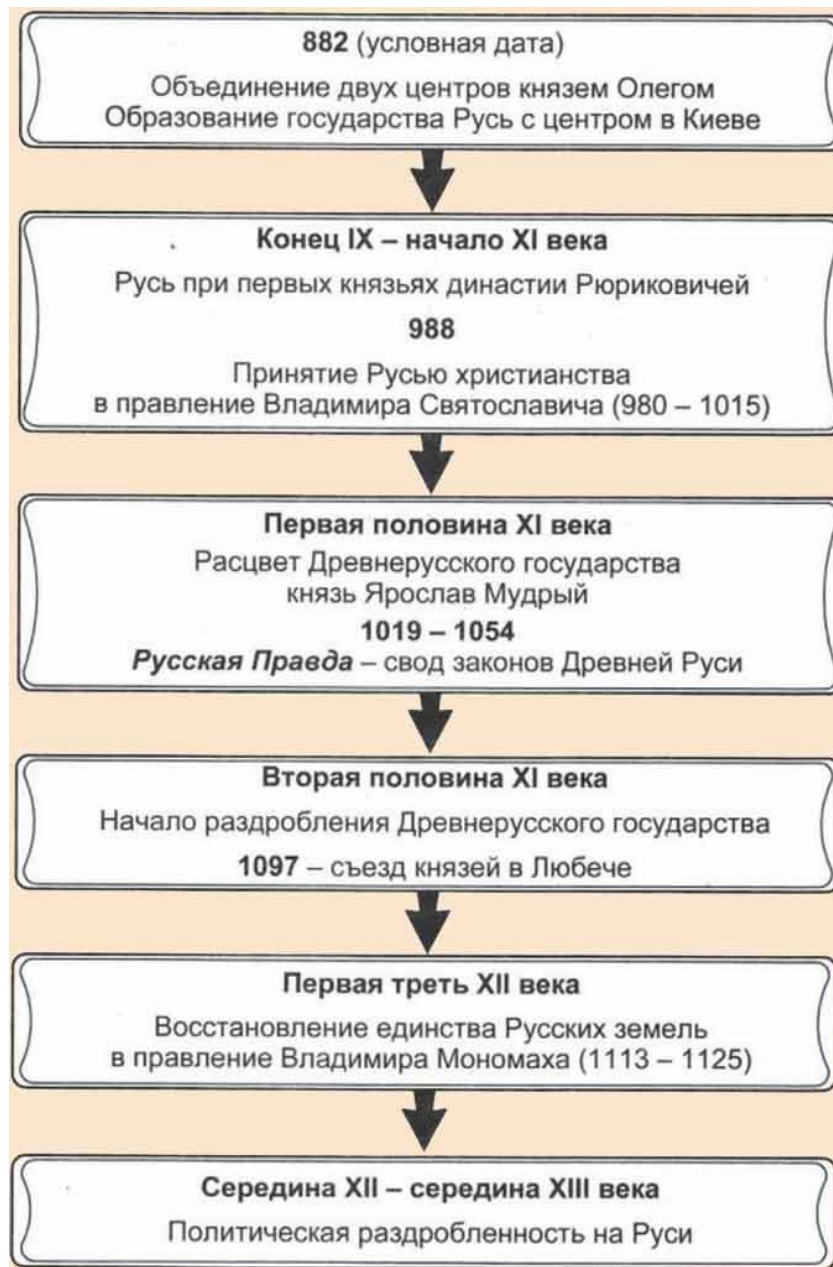 882 (условная дата)
Объединение двух центров князем Олегом
Образование государства Русь с центром в Киеве
Конец IX – начало XI века
Русь при первых князьях династии Рюриковичей
988
Принятие Русью христианства
в правление Владимира Святославича (980 – 1015)
Первая половина XI века
Расцвет Древнерусского государства
князь Ярослав Мудрый
1019 – 1054
Русская Правда – свод законов Древней Руси
Вторая половина XI века
Начало раздробления Древнерусского государства
1097 – съезд князей в Любече
Первая треть XII века
Восстановление единства Русских земель
в правление Владимира Мономаха (1113 – 1125)
Середина XII – середина XIII века
Политическая раздробленность на Руси